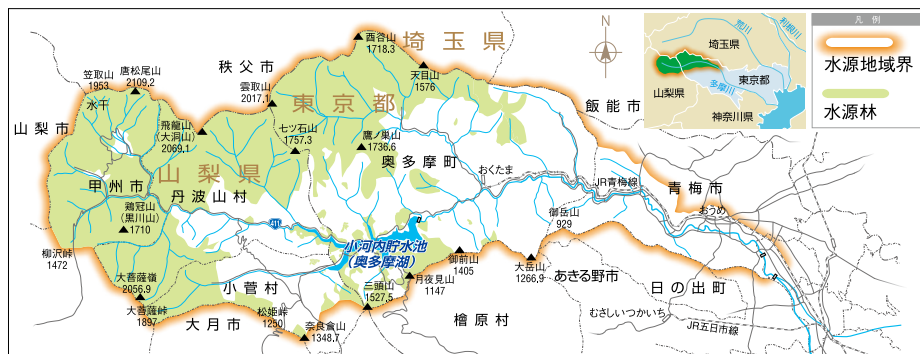 埼玉県
秩父市
酉谷山
1718.3
天目山
1576
笠取山
1953
唐松尾山
2109.2
水干
雲取山
2017.1
東京都
飯能市
山梨市
飛龍山
(大洞山)
2069.1
七ツ石山
1757.3
鷹ノ巣山
1736.6
奥多摩町
おくたま
山梨県
甲州市
丹波山村
JR青梅線
青梅市
おうめ
鶏冠山
(黒川山)
1710
411
御岳山
929
小河内貯水池
(奥多摩湖)
柳沢峠
1472
御前山
1405
大岳山
1266.9
あきる野市
大菩薩嶺
2056.9
小菅村
三頭山
1527.5
月夜見山
1147
日の出町
大菩薩峠
1897
大月市
松姫峠
1250
奈良倉山
1348.7
檜原村
むさしいつかいち
JR五日市線
N
荒川
利根川
埼玉県
東京都
多摩川
山梨県
神奈川県
凡例
水源地域界
水源林